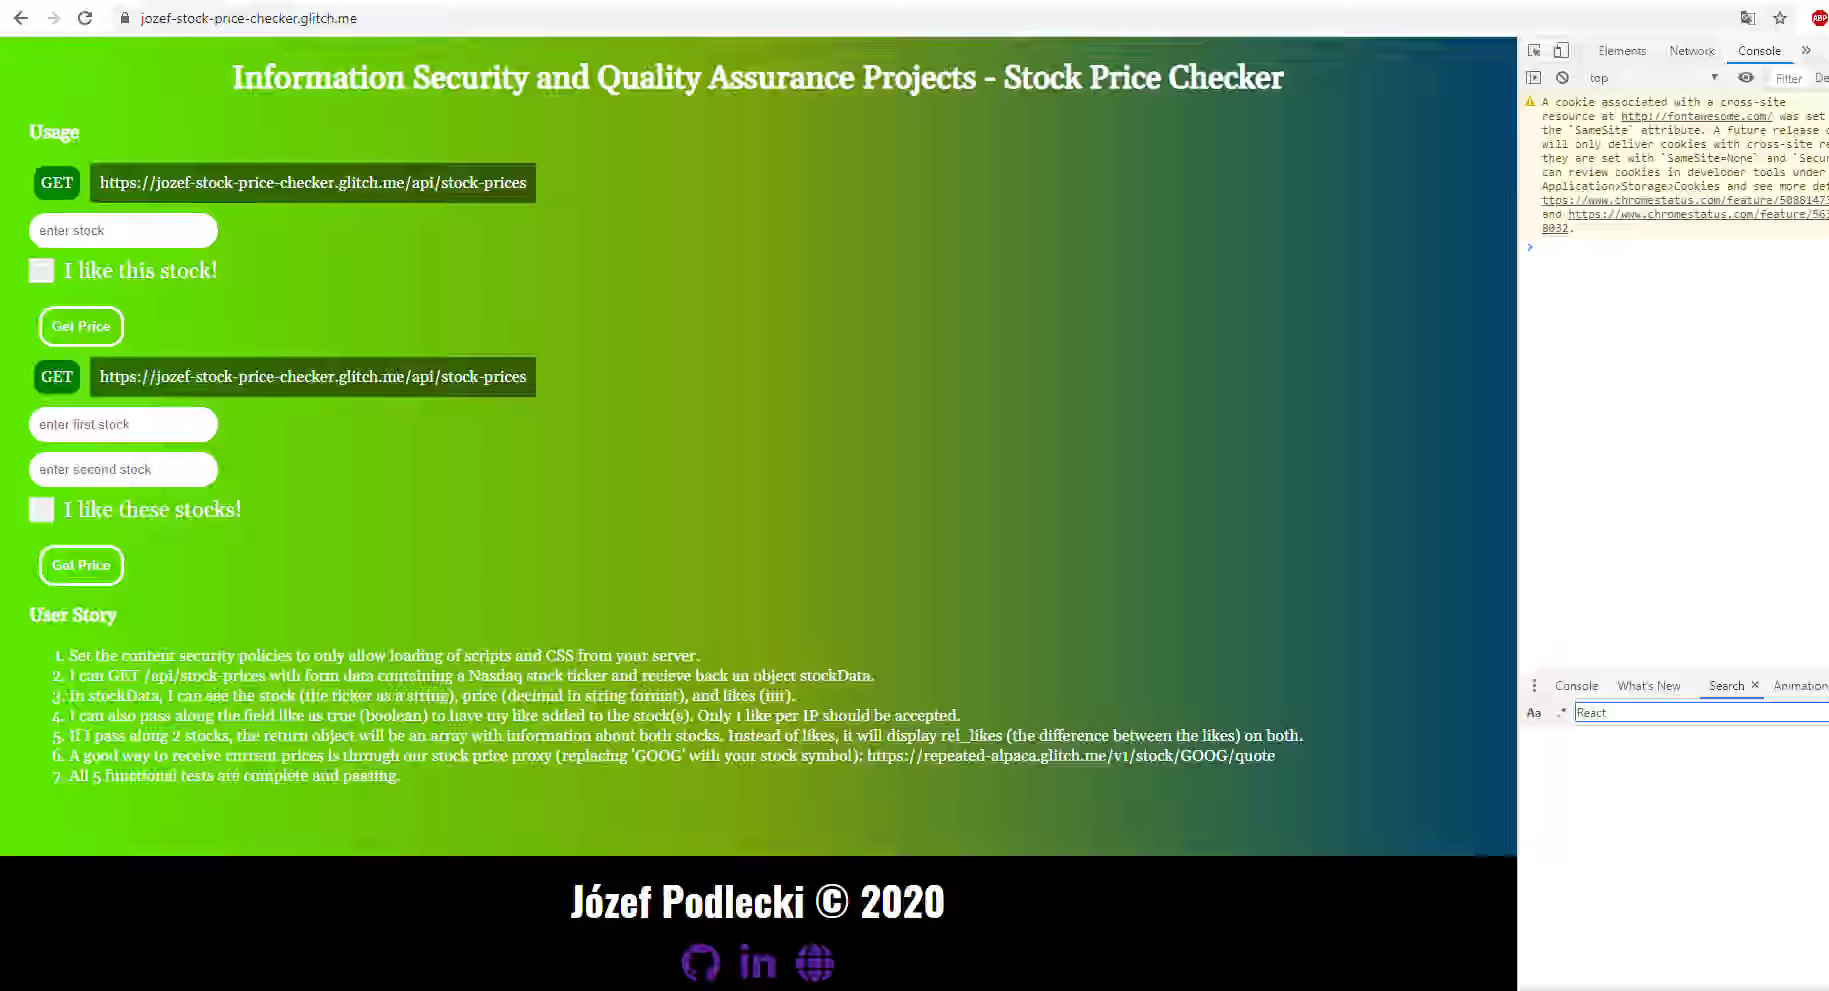 jozef-stock-price-checker.glitch.me
ABP
Information Security and Quality Assurance Projects - Stock Price Checker
Usage
GET https://jozef-stock-price-checker.glitch.me/api/stock-prices
enter stock
I like this stock!
Get Price
GET https://jozef-stock-price-checker.glitch.me/api/stock-prices
enter first stock
enter second stock
I like these stocks!
Get Price
User Story
1. Set the content security policies to only allow loading of scripts and CSS from your server.
2. I can GET /api/stock-prices with form data containing a Nasdaq stock ticker and recieve back an object stockData.
3. In stockData, I can see the stock (the ticker as a string), price (decimal in string format), and likes (int).
4. I can also pass along the field like as true (boolean) to have my like added to the stock(s). Only 1 like per IP should be accepted.
5. If I pass along 2 stocks, the return object will be an array with information about both stocks. Instead of likes, it will display rel_likes (the difference between the likes) on both.
6. A good way to receive current prices is through our stock price proxy (replacing 'GOOG' with your stock symbol): https://repeated-alpaca.glitch.me/v1/stock/GOOG/quote
7. All 5 functional tests are complete and passing.
Józef Podlecki © 2020
in
Elements Network Console »
top Filter De
A cookie associated with a cross-site
resource at http://fontawesome.com/ was set
the `SameSite` attribute. A future release
will only deliver cookies with cross-site re
they are set with `SameSite=None` and `Secur
can review cookies in developer tools under
Application>Storage>Cookies and see more det
ttps://www.chromestatus.com/feature/50881473
and https://www.chromestatus.com/feature/563
8032.
>
Console What's New Search × Animation
Aa .* React